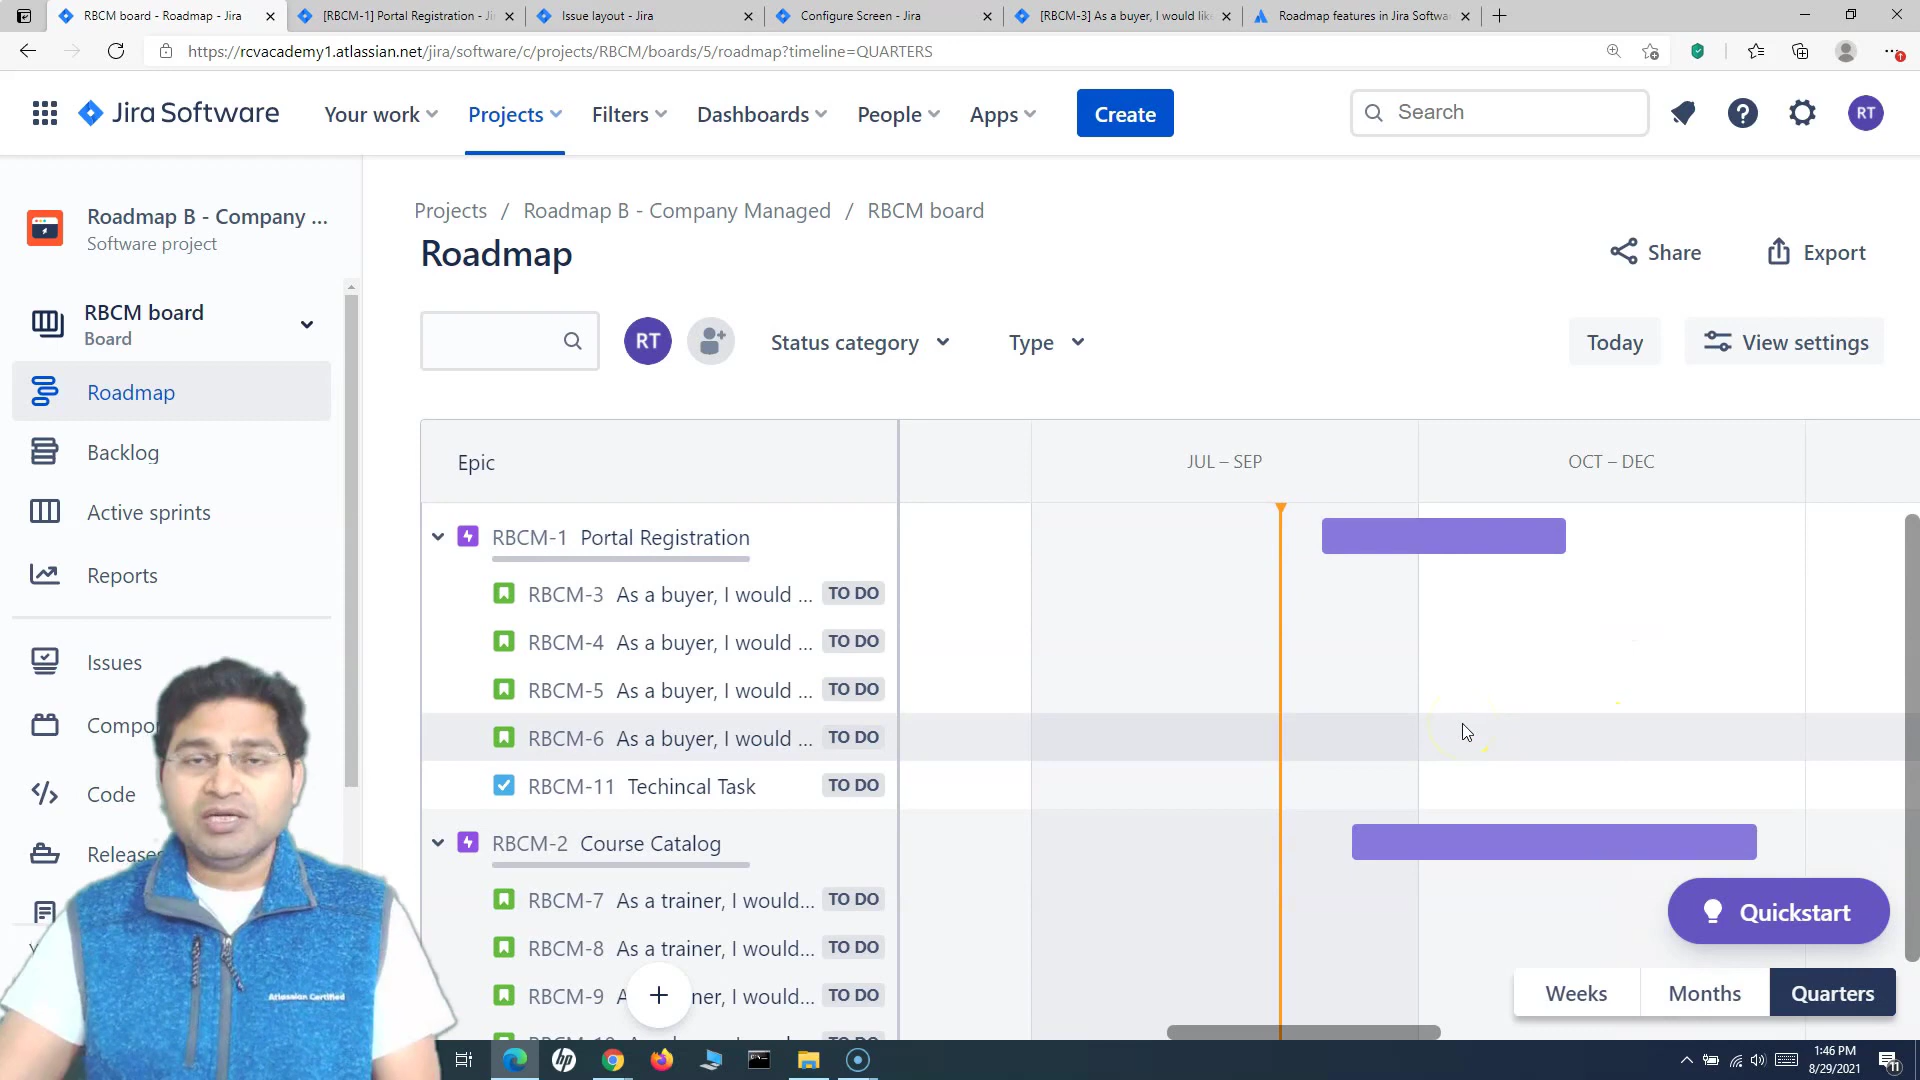 RBCM board - Roadmap - Jira
[RBCM-1] Portal Registration - Ji
Issue layout - Jira
Configure Screen - Jira
[RBCM-3] As a buyer, I would lik
Roadmap features in Jira Softwa
https://rcvacademy1.atlassian.net/jira/software/c/projects/RBCM/boards/5/roadmap?timeline=QUARTERS
Jira Software
Your work
Projects
Filters
Dashboards
People
Apps
Create
Search
RT
Roadmap B - Company ...
Software project
RBCM board
Board
Roadmap
Backlog
Active sprints
Reports
Issues
Compo
Code
Releases
Projects / Roadmap B - Company Managed / RBCM board
Roadmap
Share
Export
RT
Status category
Type
Today
View settings
Epic
JUL – SEP
OCT – DEC
RBCM-1 Portal Registration
RBCM-3 As a buyer, I would ... TO DO
RBCM-4 As a buyer, I would ... TO DO
RBCM-5 As a buyer, I would ... TO DO
RBCM-6 As a buyer, I would ... TO DO
RBCM-11 Techincal Task TO DO
RBCM-2 Course Catalog
RBCM-7 As a trainer, I would... TO DO
RBCM-8 As a trainer, I would... TO DO
RBCM-9 A ner, I would... TO DO
Quickstart
Weeks
Months
Quarters
Atlassian Certified
1:46 PM
8/29/2021
11